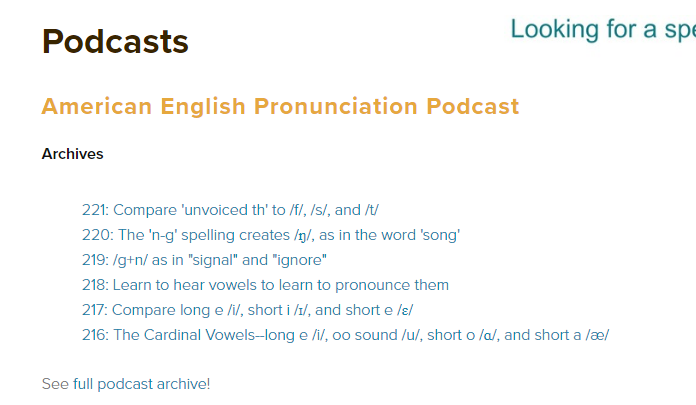 Podcasts
Looking for a
American English Pronunciation Podcast
Archives
221: Compare 'unvoiced th' to /f/, /s/, and /t/
220: The 'n-g' spelling creates /ŋ/, as in the word 'song'
219: /g+n/ as in "signal" and "ignore"
218: Learn to hear vowels to learn to pronounce them
217: Compare long e /i/, short i /ɪ/, and short e /ɛ/
216: The Cardinal Vowels--long e /i/, oo sound /u/, short o /ɑ/, and short a /æ/
See full podcast archive!